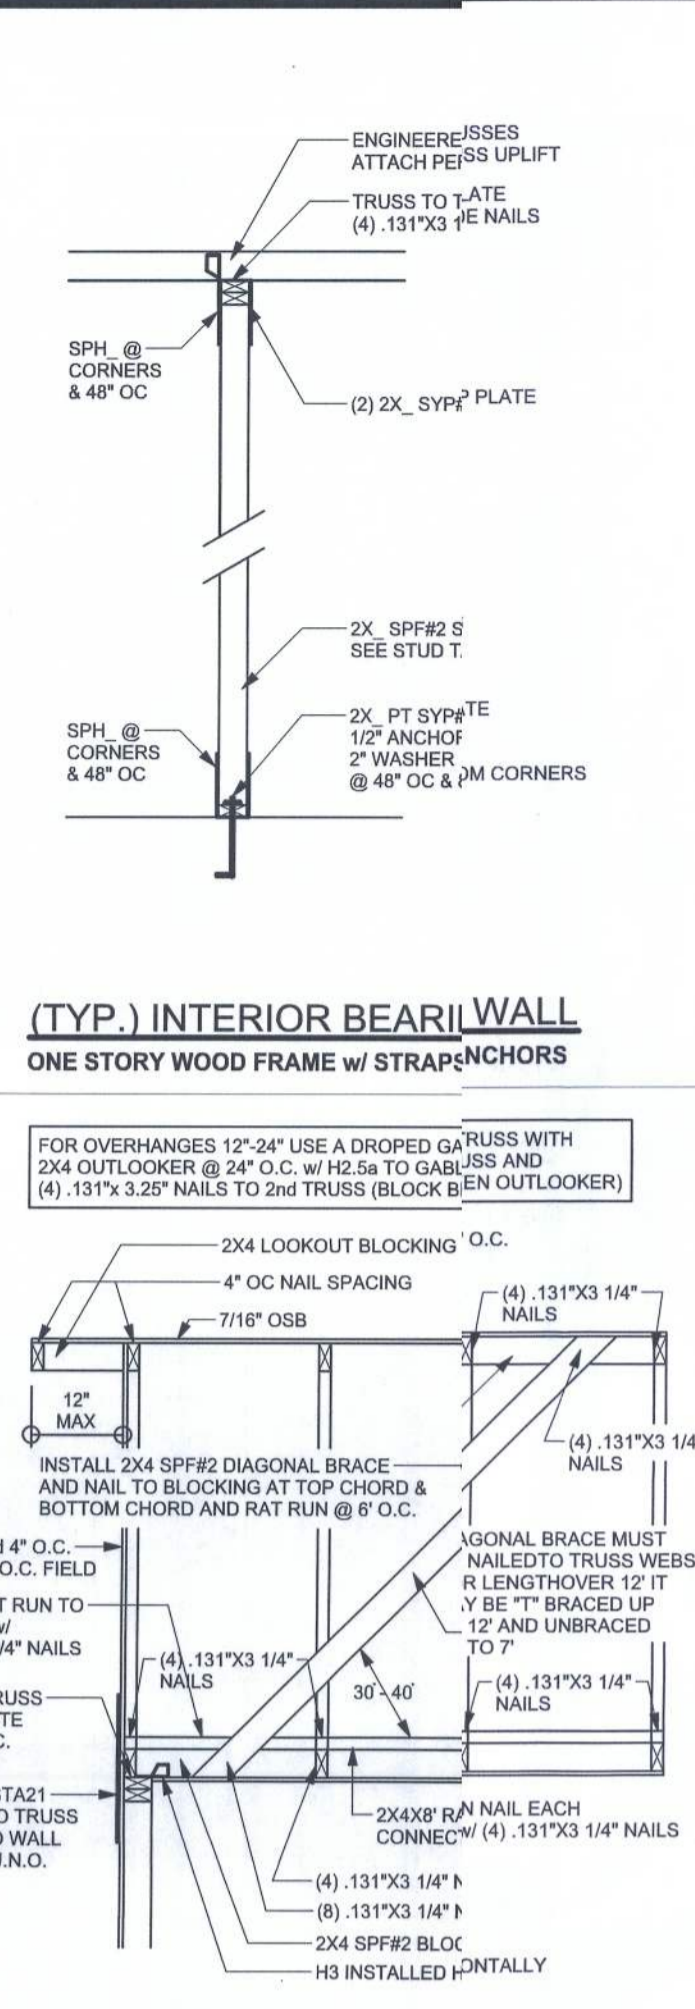 ENGINEERE USSES
ATTACH PER SS UPLIFT
TRUSS TO T LATE
(4) .131"X3 1 DE NAILS
SPH_ @
CORNERS
& 48" OC
(2) 2X_ SYP# P PLATE
2X_ SPF#2 S
SEE STUD T.
SPH_ @
CORNERS
& 48" OC
2X_ PT SYP# TE
1/2" ANCHOR
2" WASHER
@ 48" OC & OM CORNERS
(TYP.) INTERIOR BEARI WALL
ONE STORY WOOD FRAME w/ STRAPS NCHORS
FOR OVERHANGES 12"-24" USE A DROPED GA TRUSS WITH
2X4 OUTLOOKER @ 24" O.C. w/ H2.5a TO GABL USS AND
(4) .131"x 3.25" NAILS TO 2nd TRUSS (BLOCK B EN OUTLOOKER)
2X4 LOOKOUT BLOCKING ' O.C.
4" OC NAIL SPACING
7/16" OSB
(4) .131"X3 1/4"
NAILS
12"
MAX
(4) .131"X3 1/4
NAILS
INSTALL 2X4 SPF#2 DIAGONAL BRACE
AND NAIL TO BLOCKING AT TOP CHORD &
BOTTOM CHORD AND RAT RUN @ 6' O.C.
4" O.C.
O.C. FIELD
AGONAL BRACE MUST
NAILEDTO TRUSS WEBS
R LENGTHOVER 12' IT
Y BE "T" BRACED UP
12' AND UNBRACED
TO 7'
T RUN TO
w/
/4" NAILS
(4) .131"X3 1/4"
NAILS
30° - 40°
(4) .131"X3 1/4"
NAILS
RUSS
TE
C.
STA21
O TRUSS
O WALL
U.N.O.
2X4X8' RA N NAIL EACH
CONNECT w/ (4) .131"X3 1/4" NAILS
(4) .131"X3 1/4" N
(8) .131"X3 1/4" N
2X4 SPF#2 BLOC
H3 INSTALLED H ONTALLY